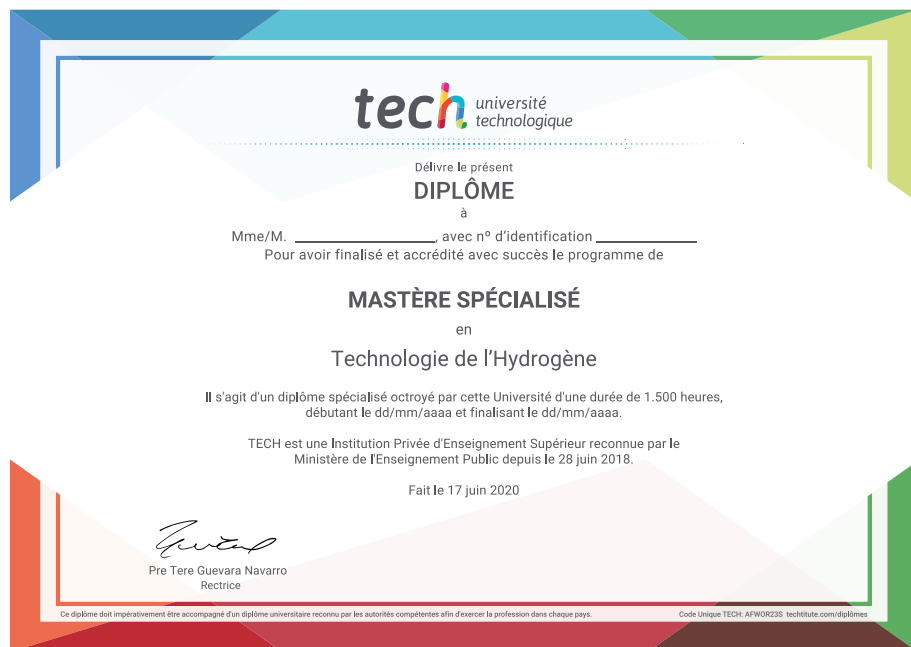 tech université
technologique
Délivre le présent
DIPLÔME
à
Mme/M. ____________________, avec nº d'identification ______________
Pour avoir finalisé et accrédité avec succès le programme de
MASTÈRE SPÉCIALISÉ
en
Technologie de l'Hydrogène
Il s'agit d'un diplôme spécialisé octroyé par cette Université d'une durée de 1.500 heures,
débutant le dd/mm/aaaa et finalisant le dd/mm/aaaa.
TECH est une Institution Privée d'Enseignement Supérieur reconnue par le
Ministère de l'Enseignement Public depuis le 28 juin 2018.
Fait le 17 juin 2020
Pre Tere Guevara Navarro
Rectrice
Ce diplôme doit impérativement être accompagné d'un diplôme universitaire reconnu par les autorités compétentes afin d'exercer la profession dans chaque pays.
Code Unique TECH: AFWOR23S techtitute.com/diplômes